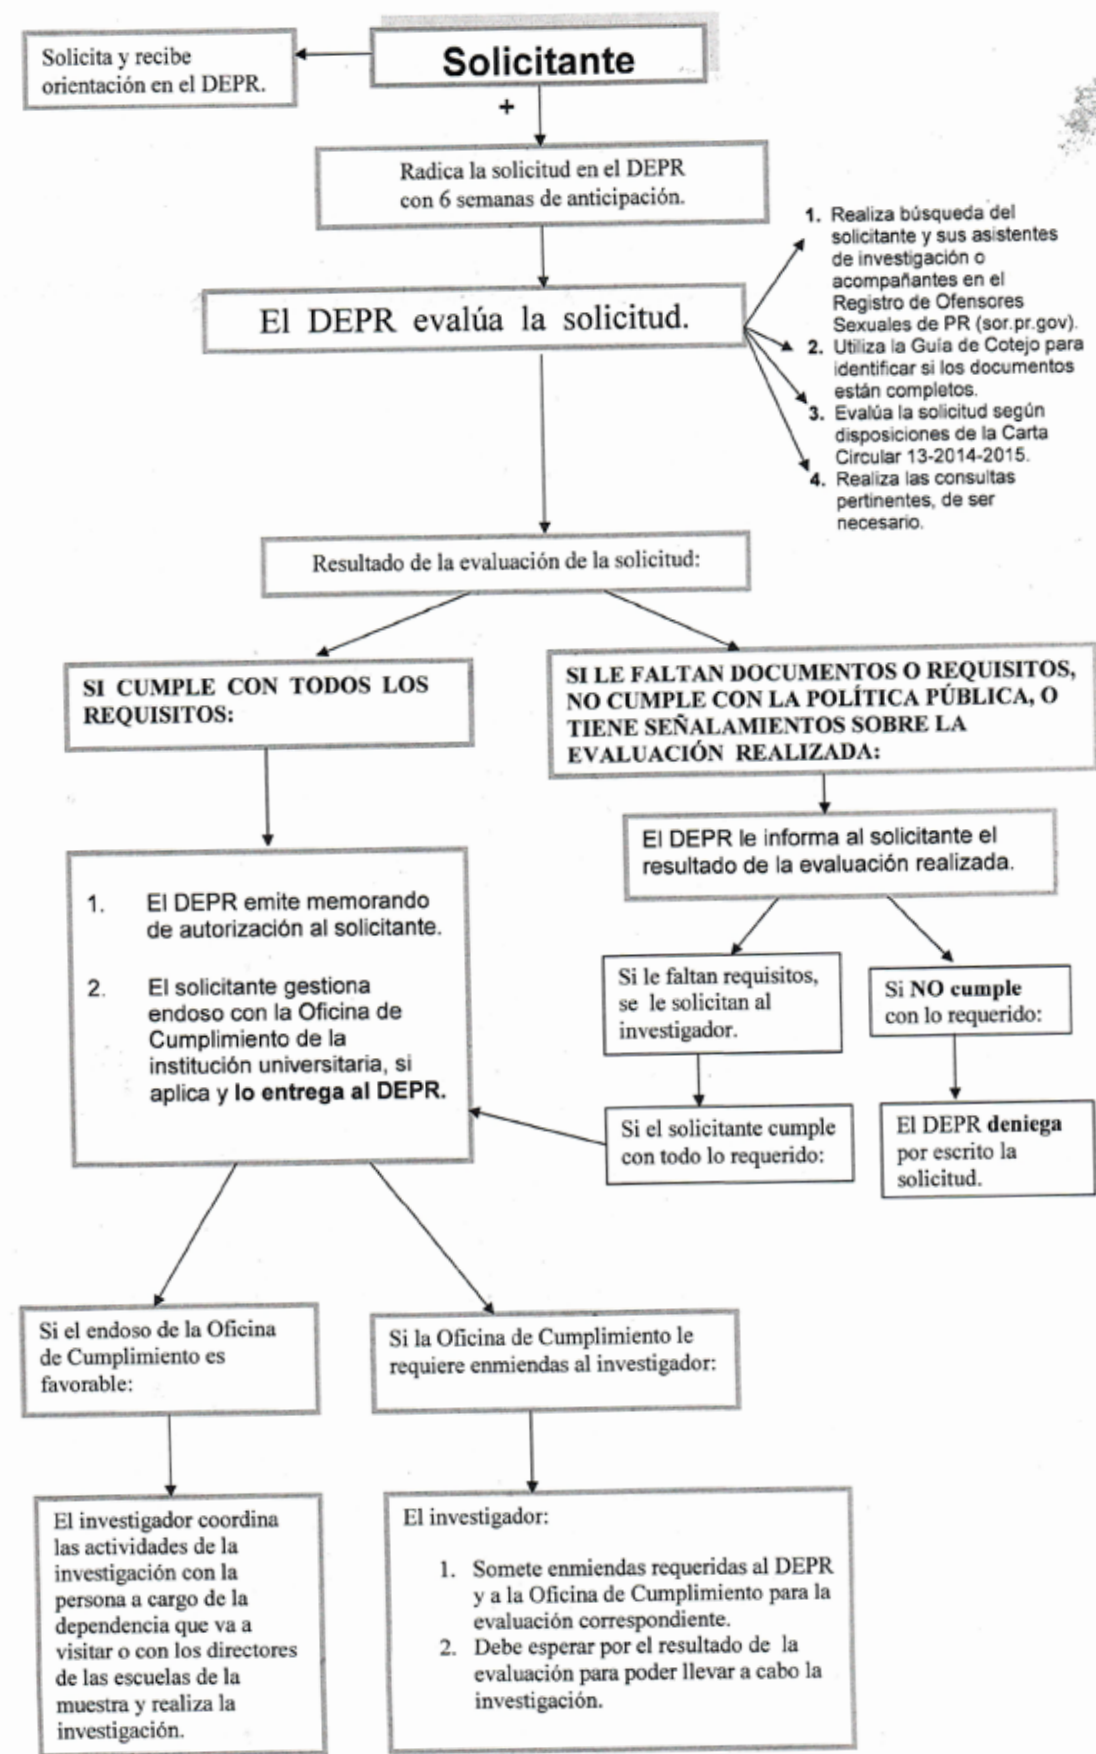 Solicita y recibe
orientación en el DEPR.
Solicitante
+
Radica la solicitud en el DEPR
con 6 semanas de anticipación.
El DEPR evalúa la solicitud.
1. Realiza búsqueda del
solicitante y sus asistentes
de investigación o
acompañantes en el
Registro de Ofensores
Sexuales de PR (sor.pr.gov).
2. Utiliza la Guía de Cotejo para
identificar si los documentos
están completos.
3. Evalúa la solicitud según
disposiciones de la Carta
Circular 13-2014-2015.
4. Realiza las consultas
pertinentes, de ser
necesario.
Resultado de la evaluación de la solicitud:
SI CUMPLE CON TODOS LOS
REQUISITOS:
SI LE FALTAN DOCUMENTOS O REQUISITOS,
NO CUMPLE CON LA POLÍTICA PÚBLICA, O
TIENE SEÑALAMIENTOS SOBRE LA
EVALUACIÓN REALIZADA:
El DEPR le informa al solicitante el
resultado de la evaluación realizada.
1. El DEPR emite memorando
de autorización al solicitante.
2. El solicitante gestiona
endoso con la Oficina de
Cumplimiento de la
institución universitaria, si
aplica y lo entrega al DEPR.
Si le faltan requisitos,
se le solicitan al
investigador.
Si NO cumple
con lo requerido:
Si el solicitante cumple
con todo lo requerido:
El DEPR deniega
por escrito la
solicitud.
Si el endoso de la Oficina
de Cumplimiento es
favorable:
Si la Oficina de Cumplimiento le
requiere enmiendas al investigador:
El investigador coordina
las actividades de la
investigación con la
persona a cargo de la
dependencia que va a
visitar o con los directores
de las escuelas de la
muestra y realiza la
investigación.
El investigador:
1. Somete enmiendas requeridas al DEPR
y a la Oficina de Cumplimiento para la
evaluación correspondiente.
2. Debe esperar por el resultado de la
evaluación para poder llevar a cabo la
investigación.